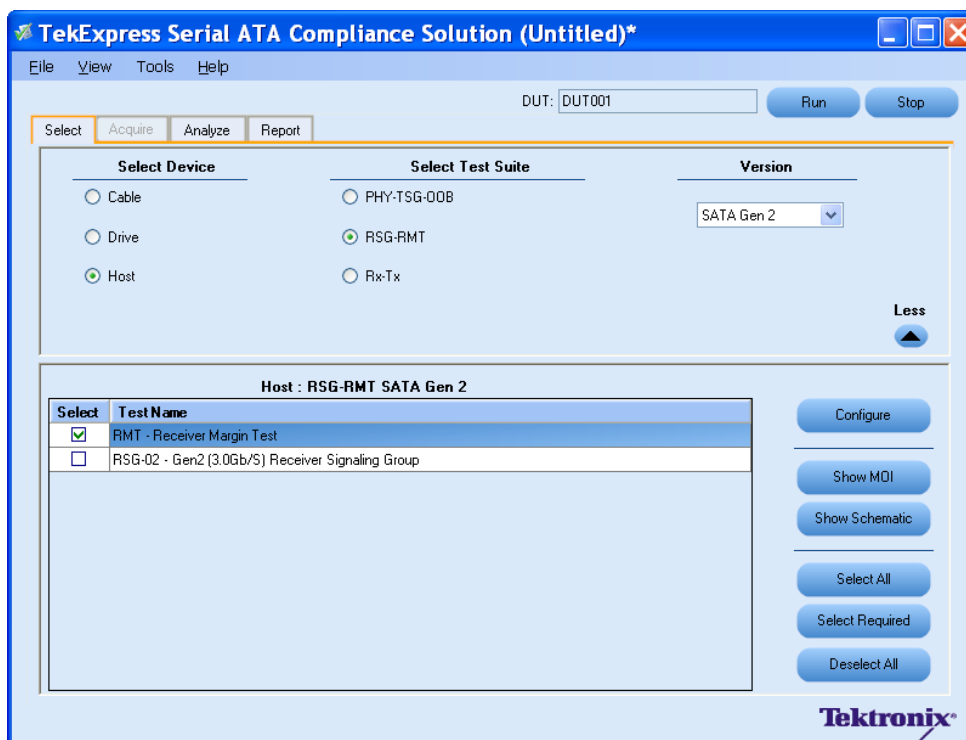 TekExpress Serial ATA Compliance Solution (Untitled)*
File View Tools Help
DUT: DUT001 Run Stop
Select Acquire Analyze Report
Select Device Select Test Suite Version
Cable PHY-TSG-OOB
SATA Gen 2
Drive RSG-RMT
Host Rx-Tx
Less
Host : RSG-RMT SATA Gen 2
Select Test Name
RMT - Receiver Margin Test
RSG-02 - Gen2 (3.0Gb/S) Receiver Signaling Group
Configure
Show MOI
Show Schematic
Select All
Select Required
Deselect All
Tektronix®